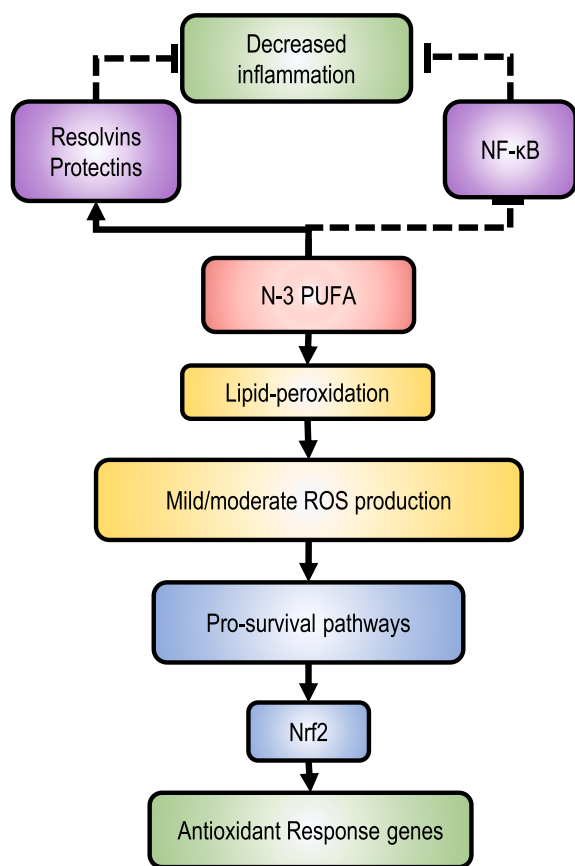 Decreased
inflammation
Resolvins
Protectins
NF-κB
N-3 PUFA
Lipid-peroxidation
Mild/moderate ROS production
Pro-survival pathways
Nrf2
Antioxidant Response genes